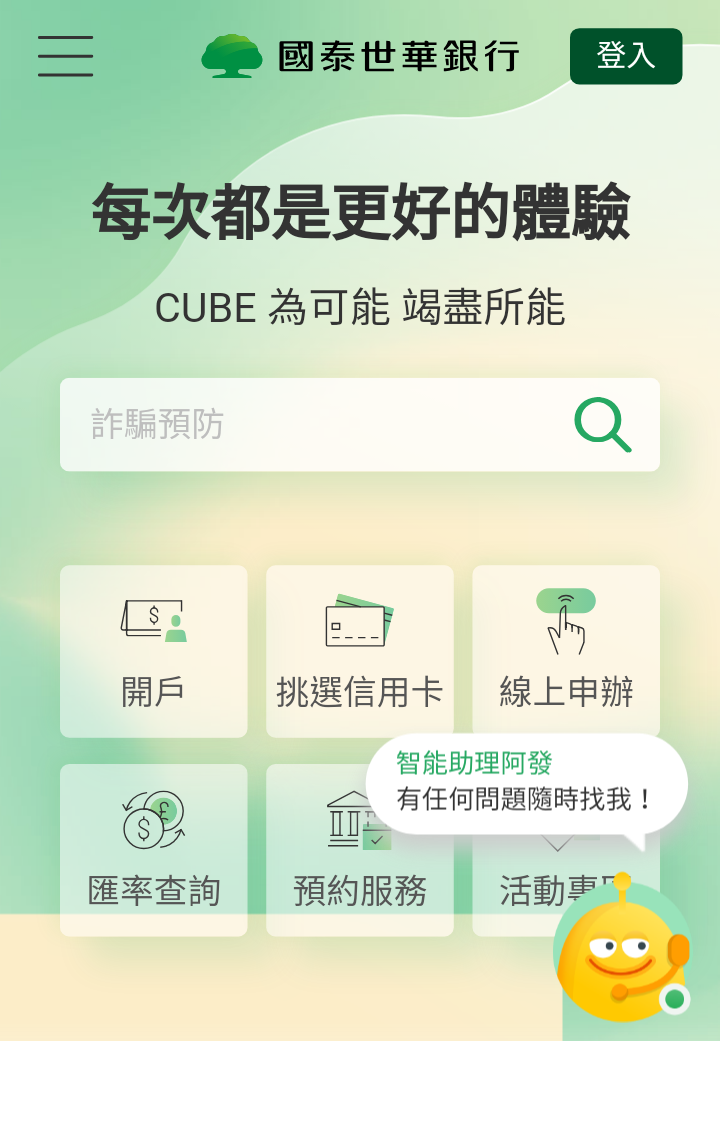 國泰世華銀行
登入
每次都是更好的體驗
CUBE 為可能 竭盡所能
詐騙預防
開戶
挑選信用卡
線上申辦
智能助理阿發
有任何問題隨時找我！
匯率查詢
預約服務
活動專